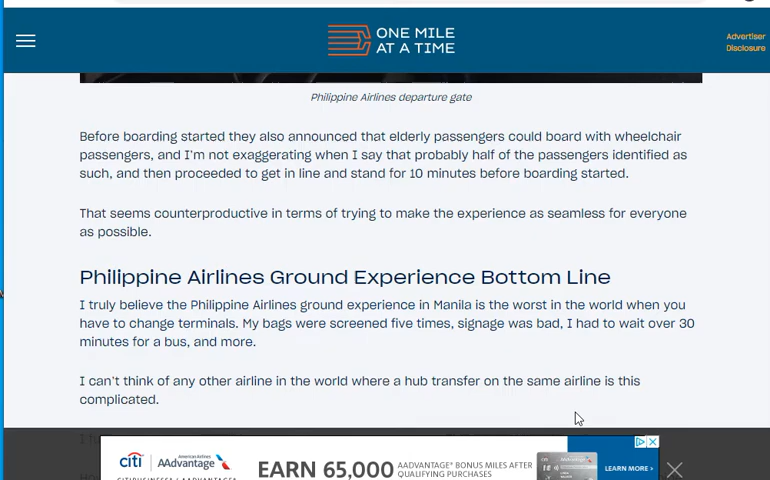 ONE MILE
AT A TIME
Advertiser
Disclosure
Philippine Airlines departure gate
Before boarding started they also announced that elderly passengers could board with wheelchair
passengers, and I'm not exaggerating when I say that probably half of the passengers identified as
such, and then proceeded to get in line and stand for 10 minutes before boarding started.
That seems counterproductive in terms of trying to make the experience as seamless for everyone
as possible.
Philippine Airlines Ground Experience Bottom Line
I truly believe the Philippine Airlines ground experience in Manila is the worst in the world when you
have to change terminals. My bags were screened five times, signage was bad, I had to wait over 30
minutes for a bus, and more.
I can't think of any other airline in the world where a hub transfer on the same airline is this
complicated.
citi
American Airlines
AAdvantage
EARN 65,000
AADVANTAGE® BONUS MILES AFTER
QUALIFYING PURCHASES
LEARN MORE >